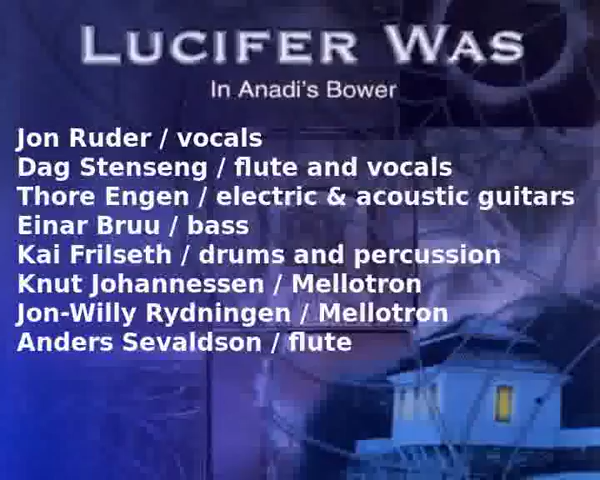 LUCIFER WAS
In Anadi's Bower
Jon Ruder / vocals
Dag Stenseng / flute and vocals
Thore Engen / electric & acoustic guitars
Einar Bruu / bass
Kai Frilseth / drums and percussion
Knut Johannessen / Mellotron
Jon-Willy Rydningen / Mellotron
Anders Sevaldson / flute